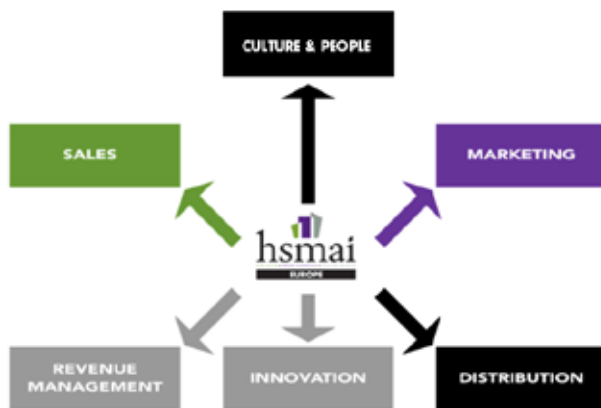 CULTURE & PEOPLE
SALES
MARKETING
hsmai
EUROPE
REVENUE
MANAGEMENT
INNOVATION
DISTRIBUTION